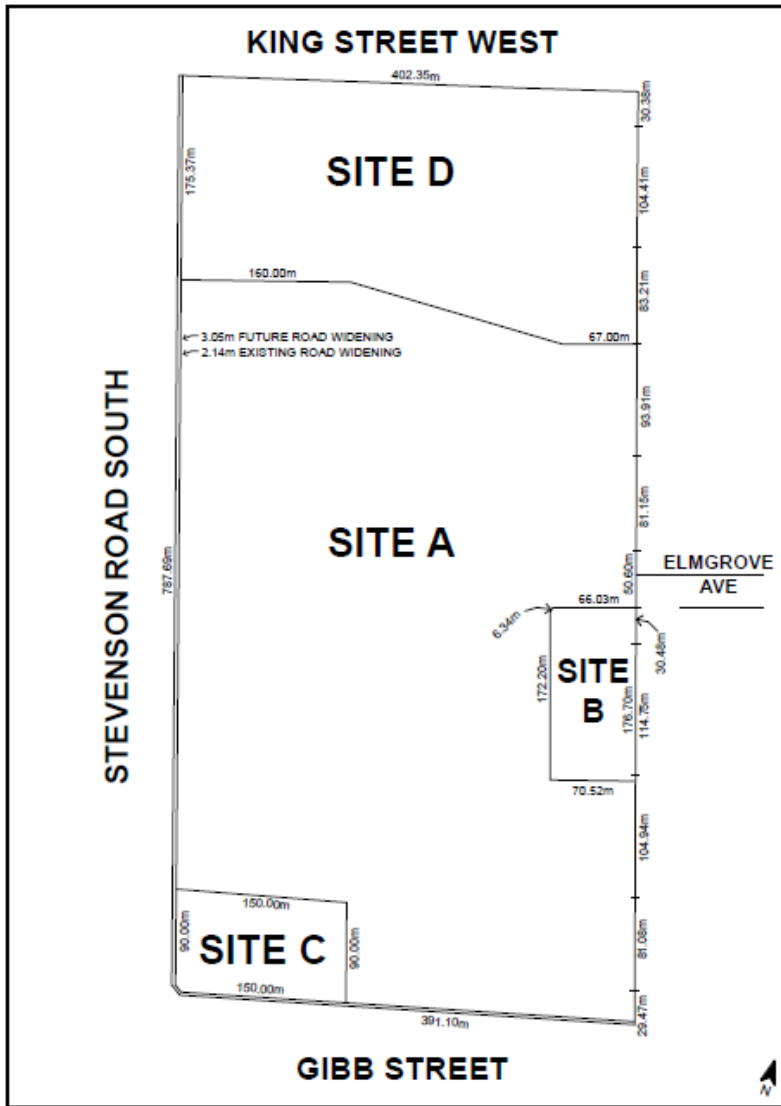 KING STREET WEST
402.35m
30.38m
175.37m
SITE D
104.41m
160.00m
83.21m
67.00m
3.05m FUTURE ROAD WIDENING
2.14m EXISTING ROAD WIDENING
93.91m
STEVENSON ROAD SOUTH
787.69m
SITE A
81.15m
50.60m
ELMGROVE
AVE
66.03m
6.34m
30.48m
172.20m
SITE
B
176.70m
114.75m
70.52m
104.94m
150.00m
90.00m
SITE C
90.00m
81.08m
150.00m
391.10m
29.47m
GIBB STREET
N